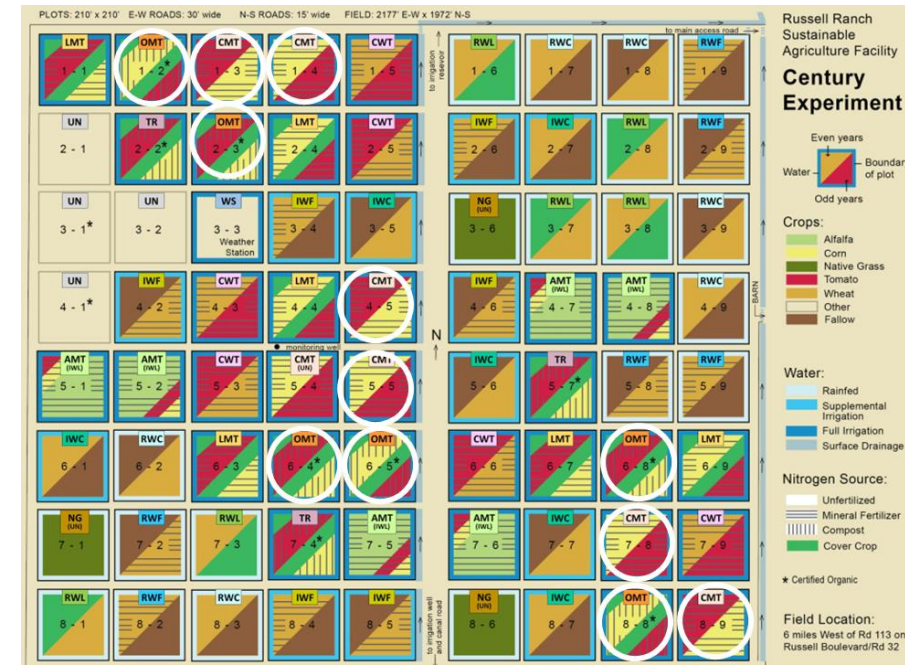 PLOTS: 210' x 210' E-W ROADS: 30' wide N-S ROADS: 15' wide FIELD: 2177' E-W x 1972' N-S
to main access road
LMT OMT CMT CMT CWT RWL RWC RWC RWF
1 - 1 1 - 2* 1 - 3 1 - 4 1 - 5 1 - 6 1 - 7 1 - 8 1 - 9
to irrigation
resevoir
UN TR OMT LMT CWT IWF IWC RWL RWF
2 - 1 2 - 2* 2 - 3* 2 - 4 2 - 5 2 - 6 2 - 7 2 - 8 2 - 9
UN UN WS IWF IWC NG RWL RWL RWC
(UN)
3 - 1* 3 - 2 3 - 3 3 - 4 3 - 5 3 - 6 3 - 7 3 - 8 3 - 9
Weather
Station
UN IWF CWT LMT CMT IWF AMT AMT RWC
(IWL) (IWL)
4 - 1* 4 - 2 4 - 3 4 - 4 4 - 5 4 - 6 4 - 7 4 - 8 4 - 9
BARN
N
monitoring well
AMT AMT CWT CMT CMT IWC TR RWF RWF
(IWL) (IWL) (UN)
5 - 1 5 - 2 5 - 3 5 - 4 5 - 5 5 - 6 5 - 7* 5 - 8 5 - 9
IWC RWC LMT OMT OMT CWT LMT OMT LMT
6 - 1 6 - 2 6 - 3 6 - 4* 6 - 5* 6 - 6 6 - 7 6 - 8* 6 - 9
NG RWF RWL TR AMT AMT IWC CMT CWT
(UN) (IWL) (IWL)
7 - 1 7 - 2 7 - 3 7 - 4* 7 - 5 7 - 6 7 - 7 7 - 8 7 - 9
RWL RWF RWC IWF IWF NG IWC OMT CMT
(UN)
8 - 1 8 - 2 8 - 3 8 - 4 8 - 5 8 - 6 8 - 7 8 - 8* 8 - 9
to irrigation well
and canal road
Russell Ranch
Sustainable
Agriculture Facility
Century
Experiment
Even years
Water
Boundar
of plot
Odd years
Crops:
Alfalfa
Corn
Native Grass
Tomato
Wheat
Other
Fallow
Water:
Rainfed
Supplemental
Irrigation
Full Irrigation
Surface Drainage
Nitrogen Source:
Unfertilized
Mineral Fertilizer
Compost
Cover Crop
* Certified Organic
Field Location:
6 miles West of Rd 113 on
Russell Boulevard/Rd 32